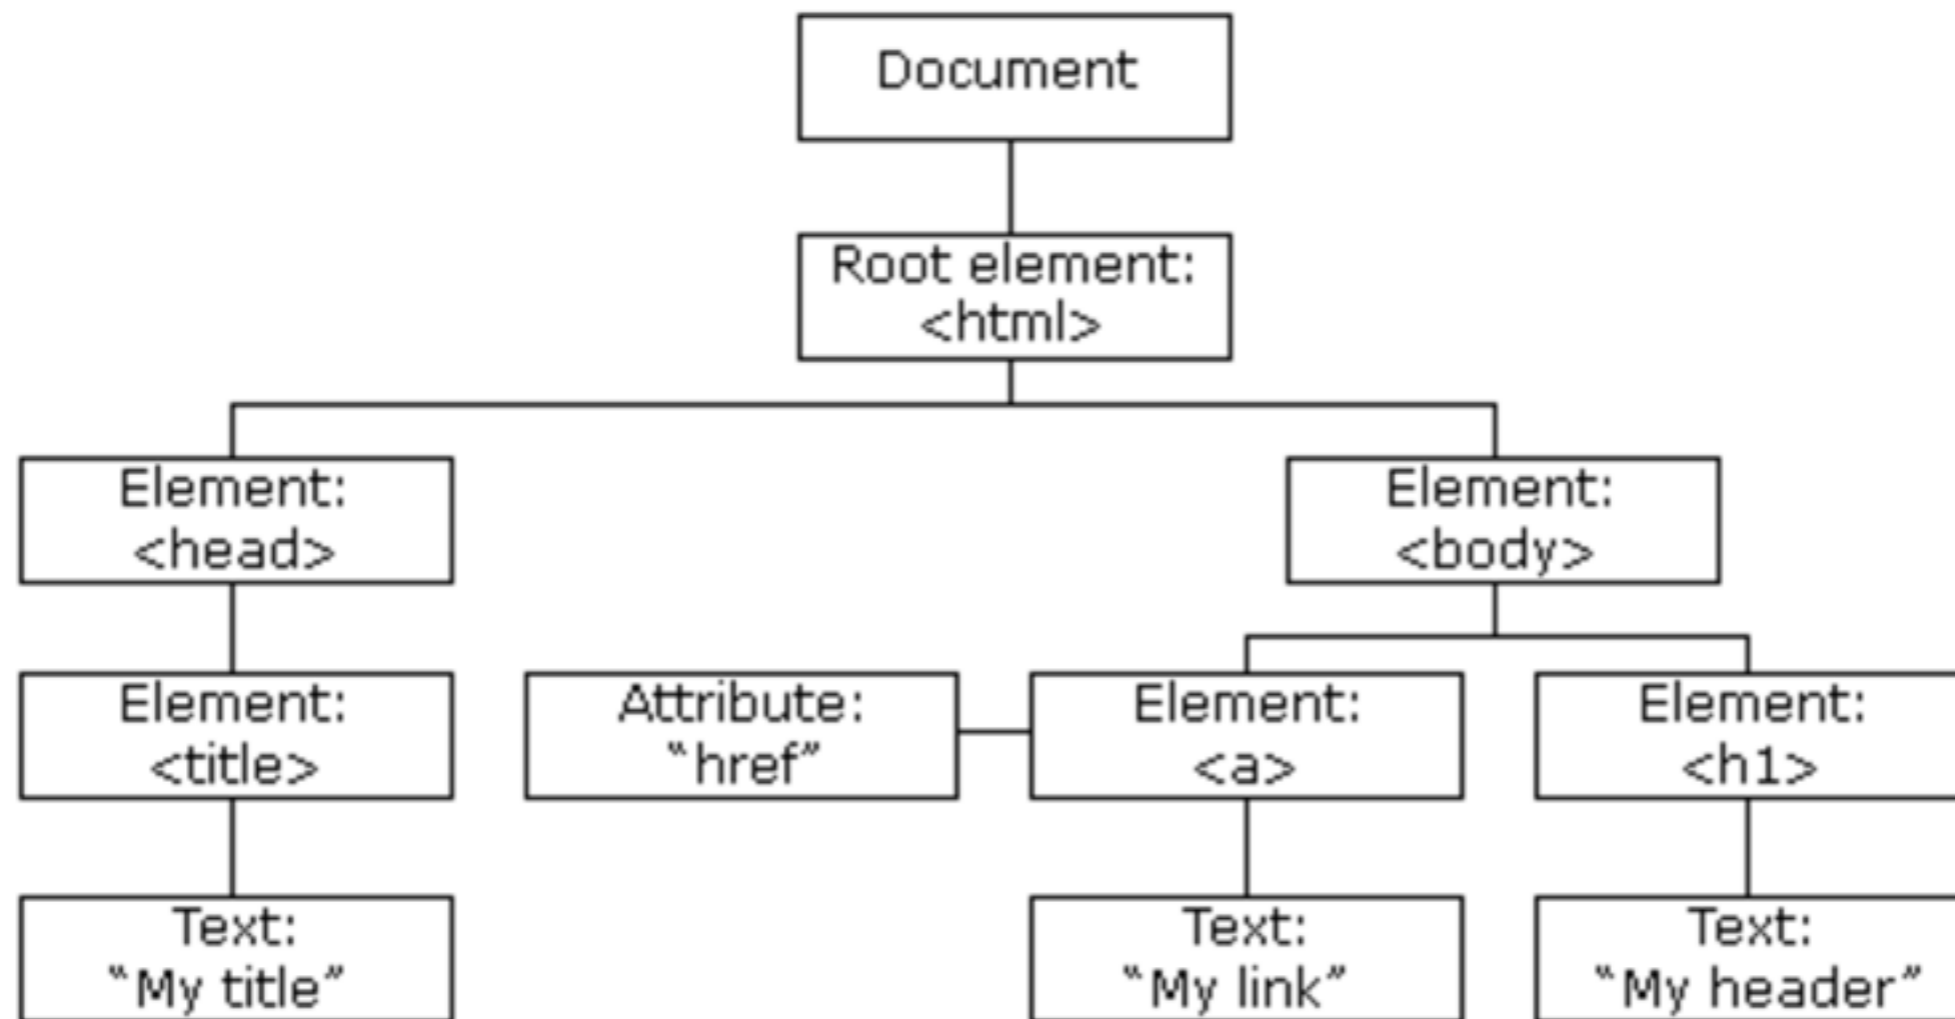 Document
Root element:
<html>
Element:
<head>
Element:
<body>
Element:
<title>
Attribute:
“href”
Element:
<a>
Element:
<h1>
Text:
“My title”
Text:
“My link”
Text:
“My header”